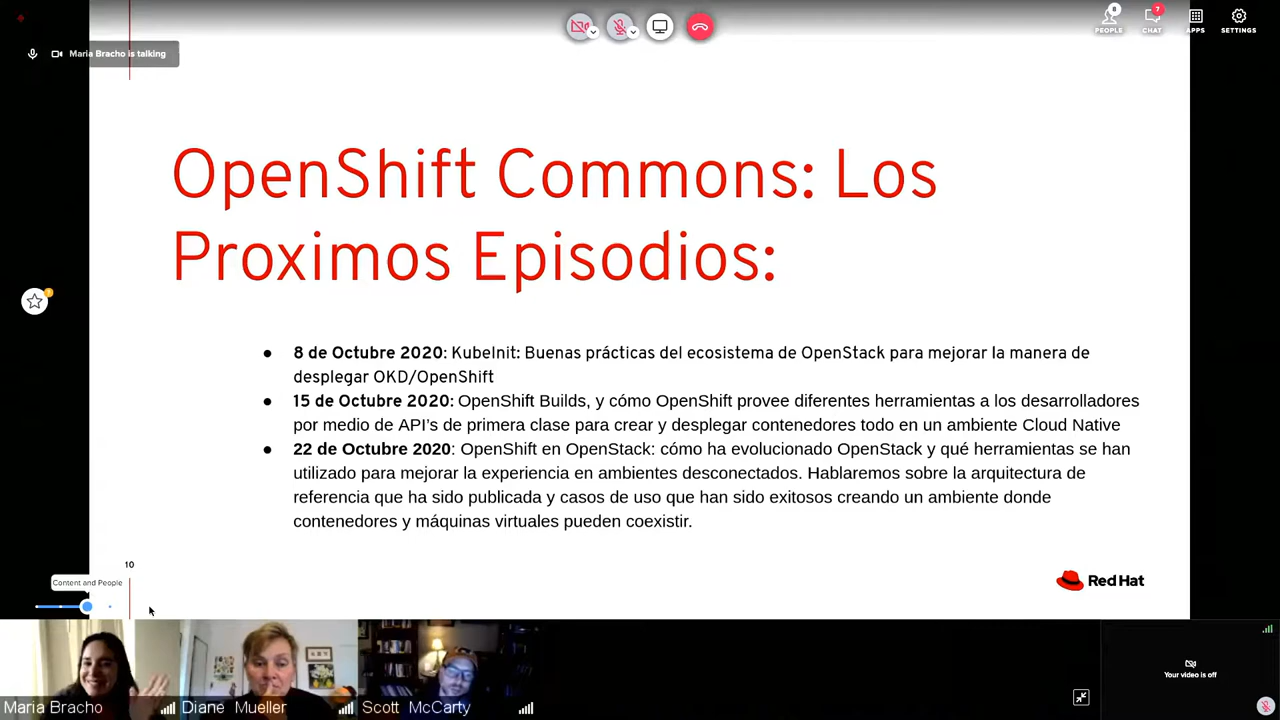 8
7
PEOPLE
CHAT
APPS
SETTINGS
Maria Bracho is talking
OpenShift Commons: Los
Proximos Episodios:
● 8 de Octubre 2020: KubeInit: Buenas prácticas del ecosistema de OpenStack para mejorar la manera de
desplegar OKD/OpenShift
● 15 de Octubre 2020: OpenShift Builds, y cómo OpenShift provee diferentes herramientas a los desarrolladores
por medio de API’s de primera clase para crear y desplegar contenedores todo en un ambiente Cloud Native
● 22 de Octubre 2020: OpenShift en OpenStack: cómo ha evolucionado OpenStack y qué herramientas se han
utilizado para mejorar la experiencia en ambientes desconectados. Hablaremos sobre la arquitectura de
referencia que ha sido publicada y casos de uso que han sido exitosos creando un ambiente donde
contenedores y máquinas virtuales pueden coexistir.
10
Content and People
Red Hat
Your video is off
Maria Bracho
Diane Mueller
Scott McCarty